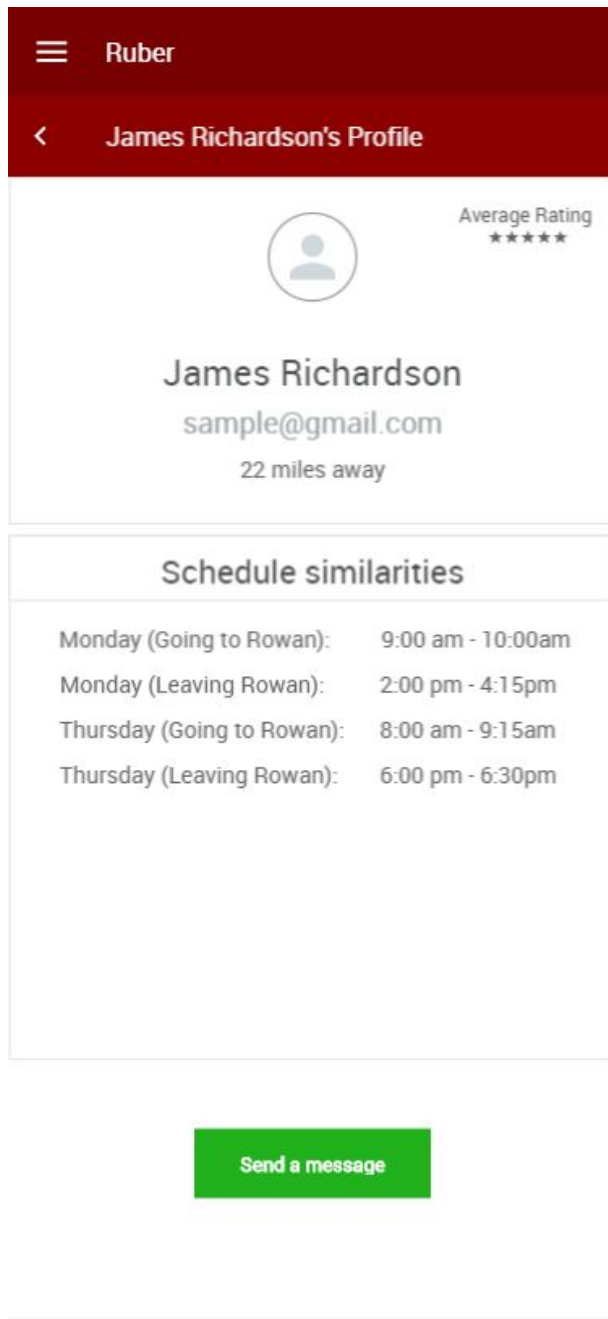 Ruber
James Richardson's Profile
Average Rating
★★★★★
James Richardson
sample@gmail.com
22 miles away
Schedule similarities
Monday (Going to Rowan): 9:00 am - 10:00am
Monday (Leaving Rowan): 2:00 pm - 4:15pm
Thursday (Going to Rowan): 8:00 am - 9:15am
Thursday (Leaving Rowan): 6:00 pm - 6:30pm
Send a message